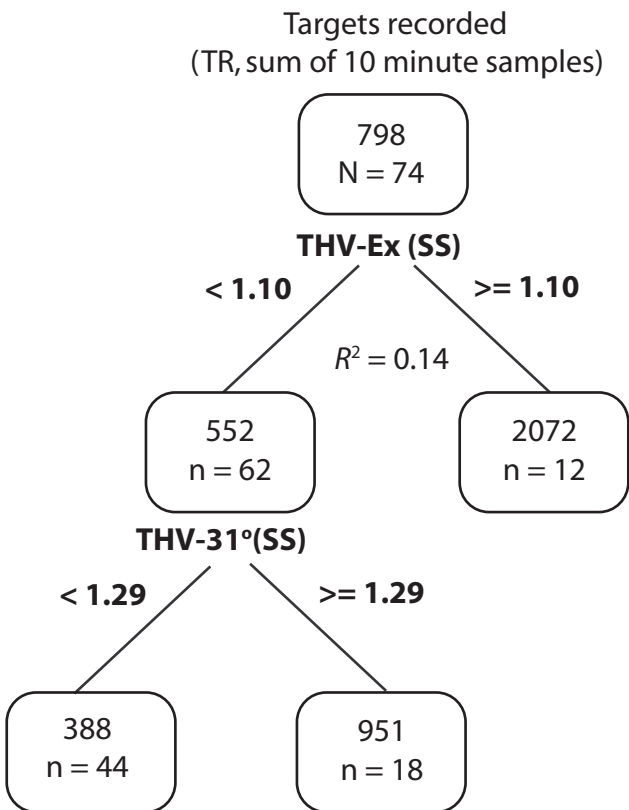 Targets recorded
(TR, sum of 10 minute samples)
798
N = 74
THV-Ex (SS)
< 1.10
>= 1.10
R² = 0.14
552
n = 62
2072
n = 12
THV-31º(SS)
< 1.29
>= 1.29
388
n = 44
951
n = 18